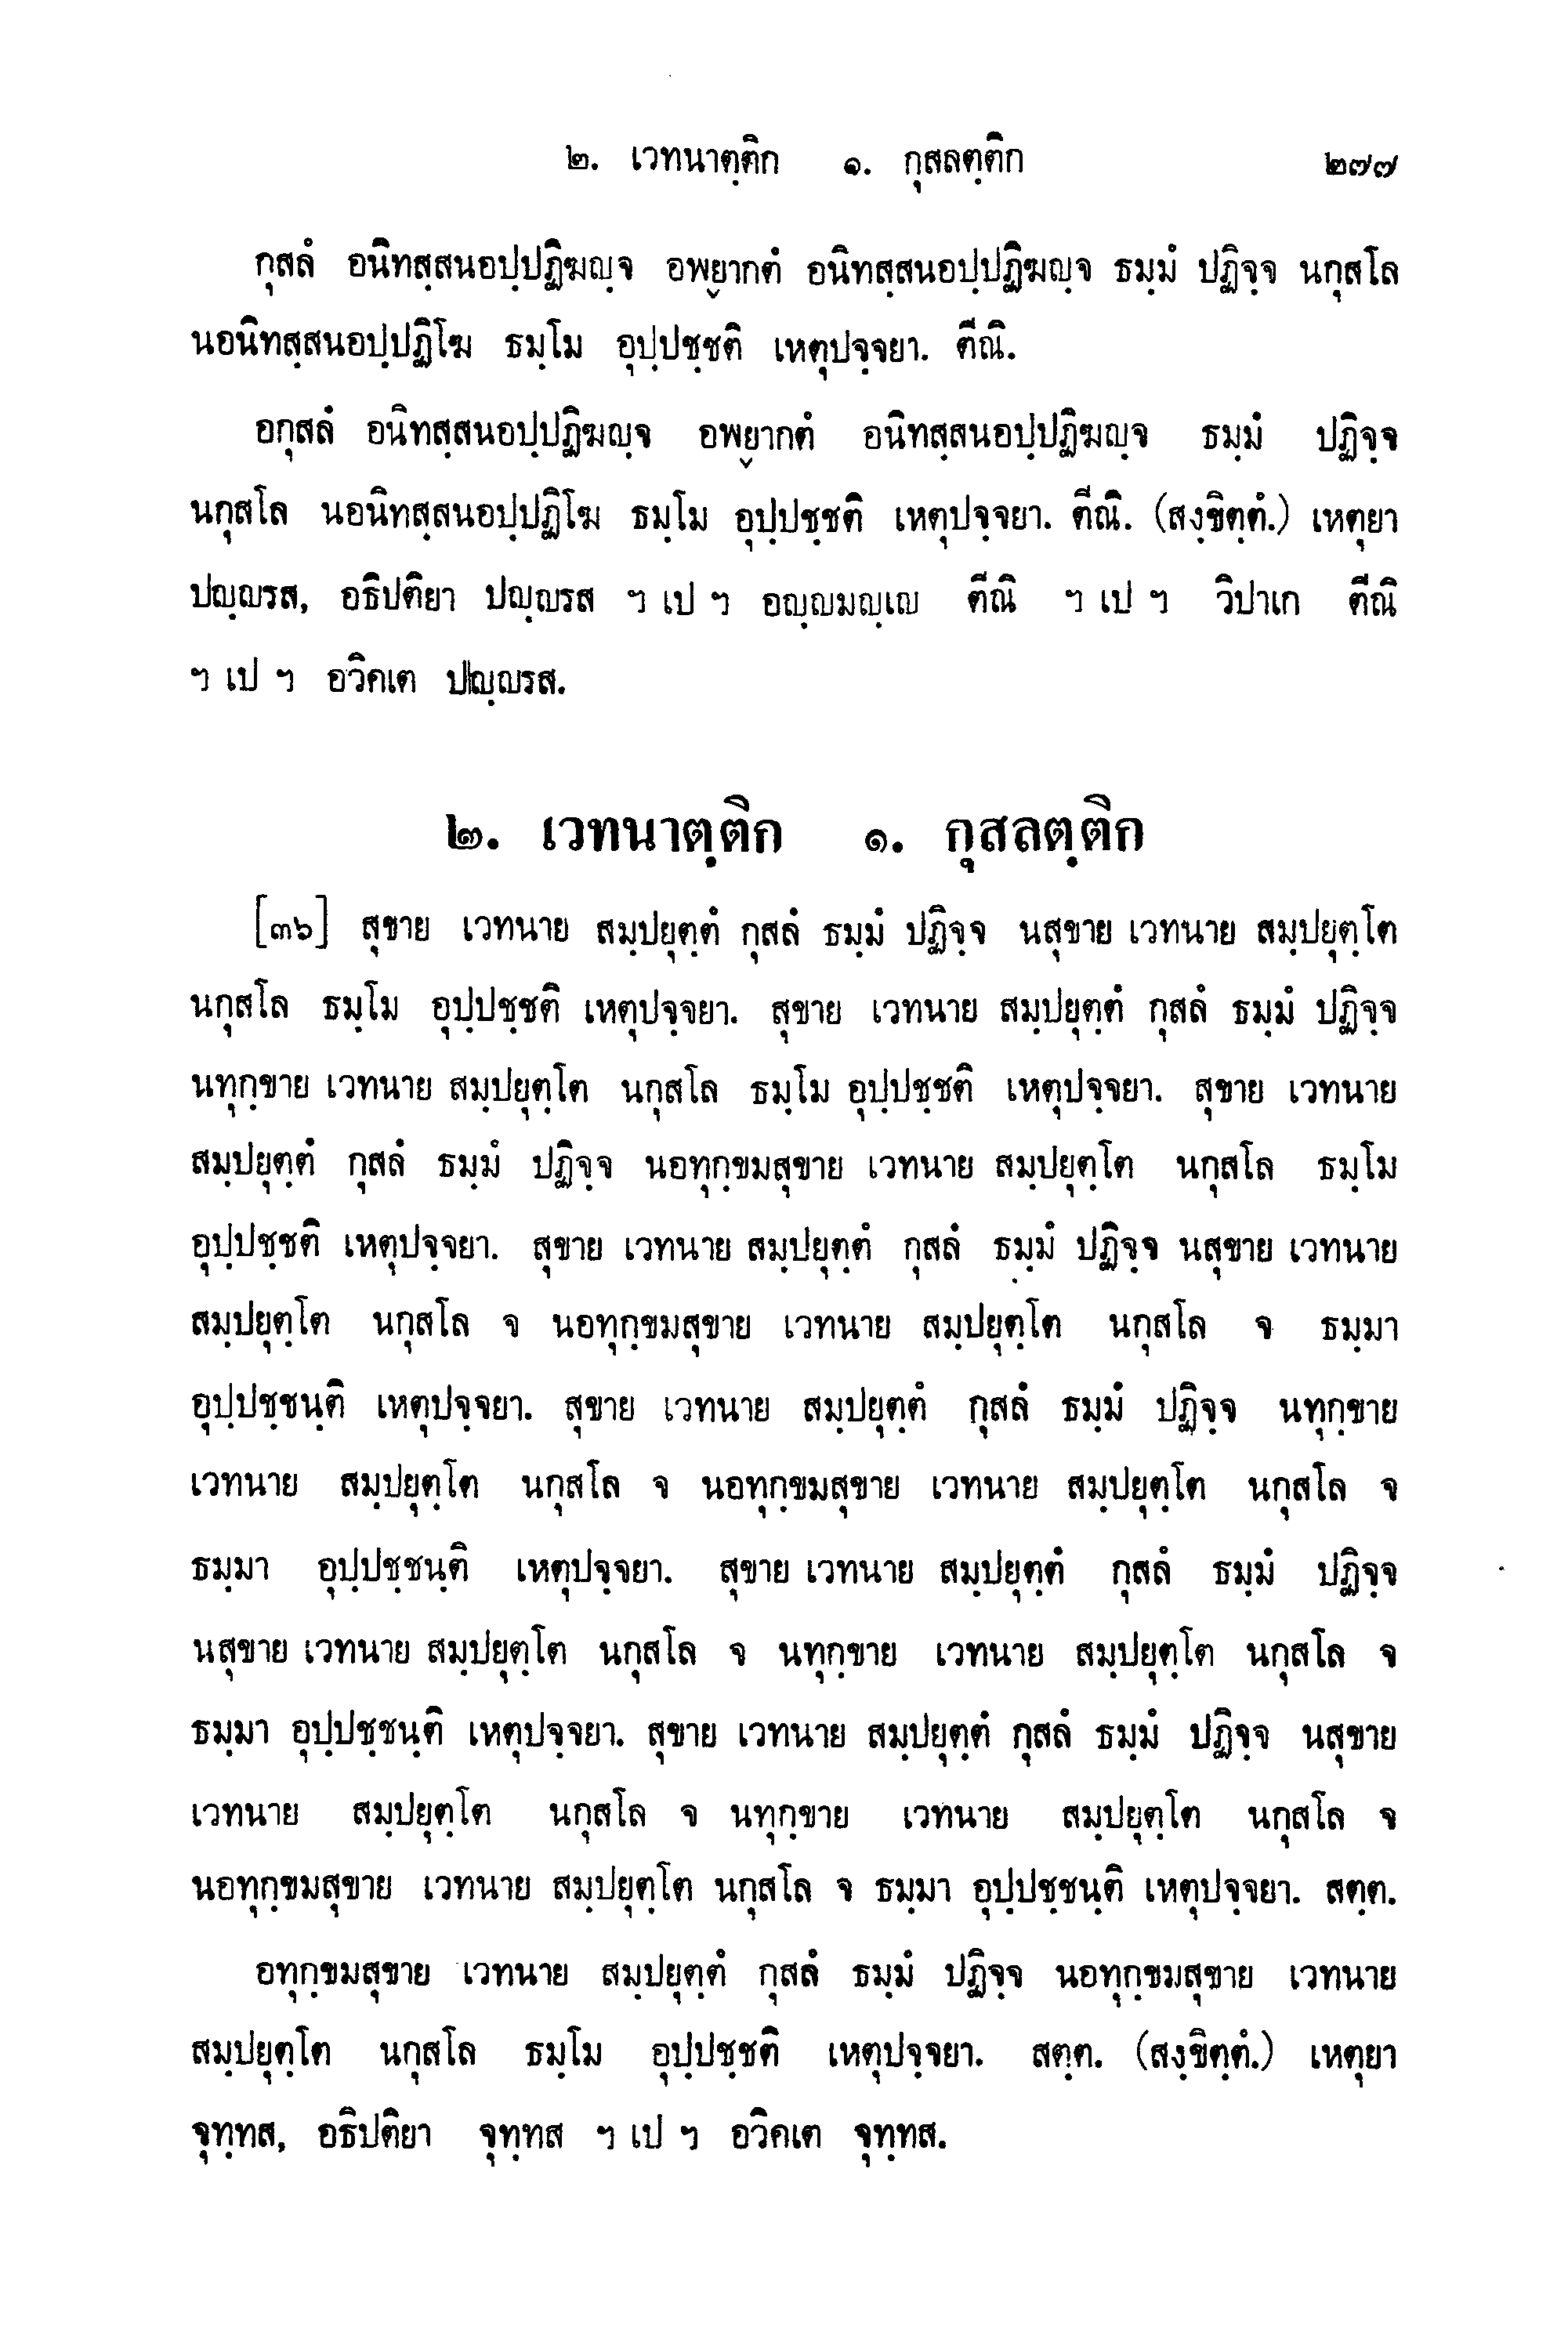 ๒. เวทนาตฺติก ๑. กุสลตฺติก ๒๗๗
กุสลํ อนิทสฺสนอปฺปฏิฆญฺจ อพฺยากตํ อนิทสฺสนอปฺปฏิฆญฺจ ธมฺมํ ปฏิจฺจ นกุสโล
นอนิทสฺสนอปฺปฏิโฆ ธมฺโม อุปฺปชฺชติ เหตุปจฺจยา. ตีณิ.
อกุสลํ อนิทสฺสนอปฺปฏิฆญฺจ อพฺยากตํ อนิทสฺสนอปฺปฏิฆญฺจ ธมฺมํ ปฏิจฺจ
นกุสโล นอนิทสฺสนอปฺปฏิโฆ ธมฺโม อุปฺปชฺชติ เหตุปจฺจยา. ตีณิ. (สงฺขิตฺตํ.) เหตุยา
ปญฺญรส, อธิปติยา ปญฺญรส ฯ เป ฯ อญฺญมญฺเญ ตีณิ ฯ เป ฯ วิปาเก ตีณิ
ฯ เป ฯ อวิคเต ปญฺญรส.
๒. เวทนาตฺติก ๑. กุสลตฺติก
[๓๖] สุขาย เวทนาย สมฺปยุตฺตํ กุสลํ ธมฺมํ ปฏิจฺจ นสุขาย เวทนาย สมฺปยุตฺโต
นกุสโล ธมฺโม อุปฺปชฺชติ เหตุปจฺจยา. สุขาย เวทนาย สมฺปยุตฺตํ กุสลํ ธมฺมํ ปฏิจฺจ
นทุกฺขาย เวทนาย สมฺปยุตฺโต นกุสโล ธมฺโม อุปฺปชฺชติ เหตุปจฺจยา. สุขาย เวทนาย
สมฺปยุตฺตํ กุสลํ ธมฺมํ ปฏิจฺจ นอทุกฺขมสุขาย เวทนาย สมฺปยุตฺโต นกุสโล ธมฺโม
อุปฺปชฺชติ เหตุปจฺจยา. สุขาย เวทนาย สมฺปยุตฺตํ กุสลํ ธมฺมํ ปฏิจฺจ นสุขาย เวทนาย
สมฺปยุตฺโต นกุสโล จ นอทุกฺขมสุขาย เวทนาย สมฺปยุตฺโต นกุสโล จ ธมฺมา
อุปฺปชฺชนฺติ เหตุปจฺจยา. สุขาย เวทนาย สมฺปยุตฺตํ กุสลํ ธมฺมํ ปฏิจฺจ นทุกฺขาย
เวทนาย สมฺปยุตฺโต นกุสโล จ นอทุกฺขมสุขาย เวทนาย สมฺปยุตฺโต นกุสโล จ
ธมฺมา อุปฺปชฺชนฺติ เหตุปจฺจยา. สุขาย เวทนาย สมฺปยุตฺตํ กุสลํ ธมฺมํ ปฏิจฺจ
นสุขาย เวทนาย สมฺปยุตฺโต นกุสโล จ นทุกฺขาย เวทนาย สมฺปยุตฺโต นกุสโล จ
ธมฺมา อุปฺปชฺชนฺติ เหตุปจฺจยา. สุขาย เวทนาย สมฺปยุตฺตํ กุสลํ ธมฺมํ ปฏิจฺจ นสุขาย
เวทนาย สมฺปยุตฺโต นกุสโล จ นทุกฺขาย เวทนาย สมฺปยุตฺโต นกุสโล จ
นอทุกฺขมสุขาย เวทนาย สมฺปยุตฺโต นกุสโล จ ธมฺมา อุปฺปชฺชนฺติ เหตุปจฺจยา. สตฺต.
อทุกฺขมสุขาย เวทนาย สมฺปยุตฺตํ กุสลํ ธมฺมํ ปฏิจฺจ นอทุกฺขมสุขาย เวทนาย
สมฺปยุตฺโต นกุสโล ธมฺโม อุปฺปชฺชติ เหตุปจฺจยา. สตฺต. (สงฺขิตฺตํ.) เหตุยา
จุทฺทส, อธิปติยา จุทฺทส ฯ เป ฯ อวิคเต จุทฺทส.